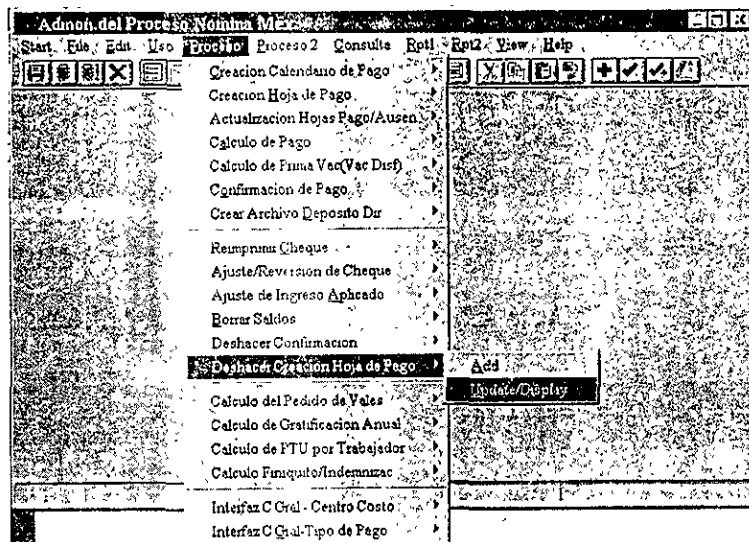 Admon. del Proceso Nomina Mex
Start File Edit Uso Proceso Proceso 2 Consulta Rpt1 Rpt2 View Help
Creacion Calendario de Pago
Creacion Hoja de Pago
Actualizacion Hojas Pago/Ausen
Calculo de Pago
Calculo de Prima Vac(Vac Disf)
Confirmacion de Pago
Crear Archivo Deposito Dir
Reimprimir Cheque
Ajuste/Reversion de Cheque
Ajuste de Ingreso Aplicado
Borrar Saldos
Deshacer Confirmacion
Deshacer Creacion Hoja de Pago
Add
Update/Display
Calculo del Pedido de Vales
Calculo de Gratificacion Anual
Calculo de PTU por Trabajador
Calculo Finiquito/Indemnizac
Interfaz C Gral - Centro Costo
Interfaz C Gral-Tipo de Pago